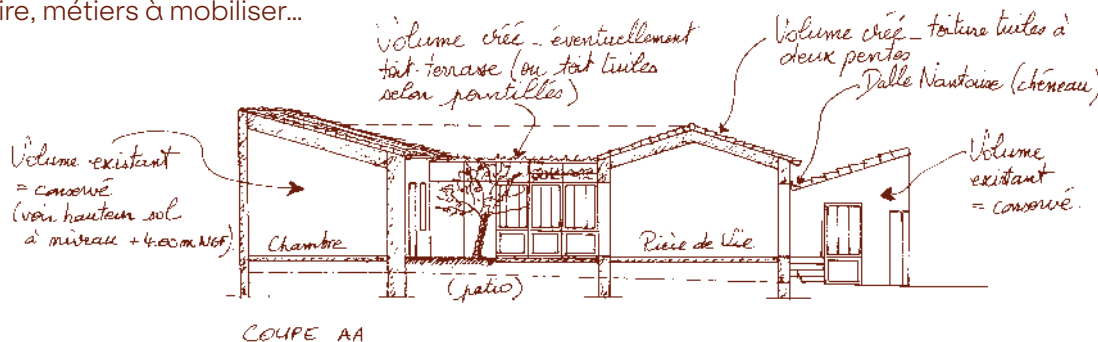 ire, métiers à mobiliser...
Volume créé - éventuellement
toit-terrasse (ou toit tuiles
selon pointillés)
Volume créé - toiture tuiles à
deux pentes
Dalle Nantaise (chéneau)
Volume existant
= conservé
(voir hauteur sol
à niveau + 4.00 m NGF)
Volume
existant
= conservé.
Chambre
Pièce de Vie
(patio)
COUPE AA